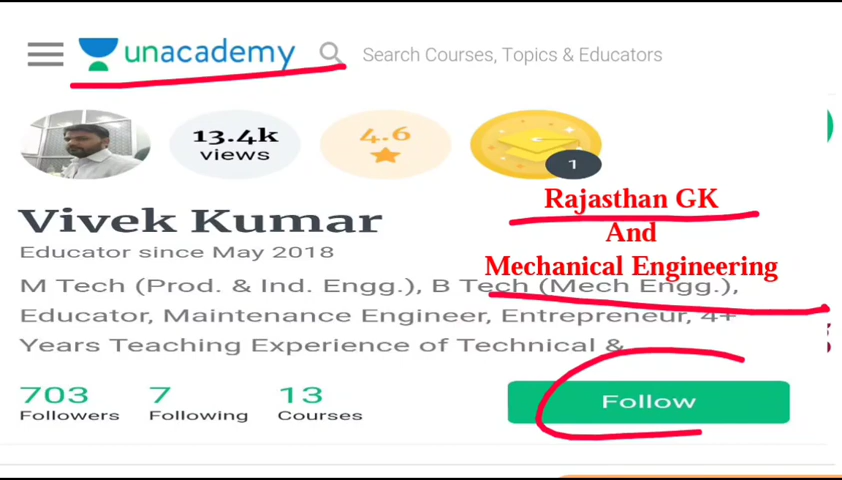 unacademy
Search Courses, Topics & Educators
13.4k
views
4.6
1
Rajasthan GK
And
Mechanical Engineering
Vivek Kumar
Educator since May 2018
M Tech (Prod. & Ind. Engg.), B Tech (Mech Engg.),
Educator, Maintenance Engineer, Entrepreneur, 4+
Years Teaching Experience of Technical &
703
Followers
7
Following
13
Courses
Follow